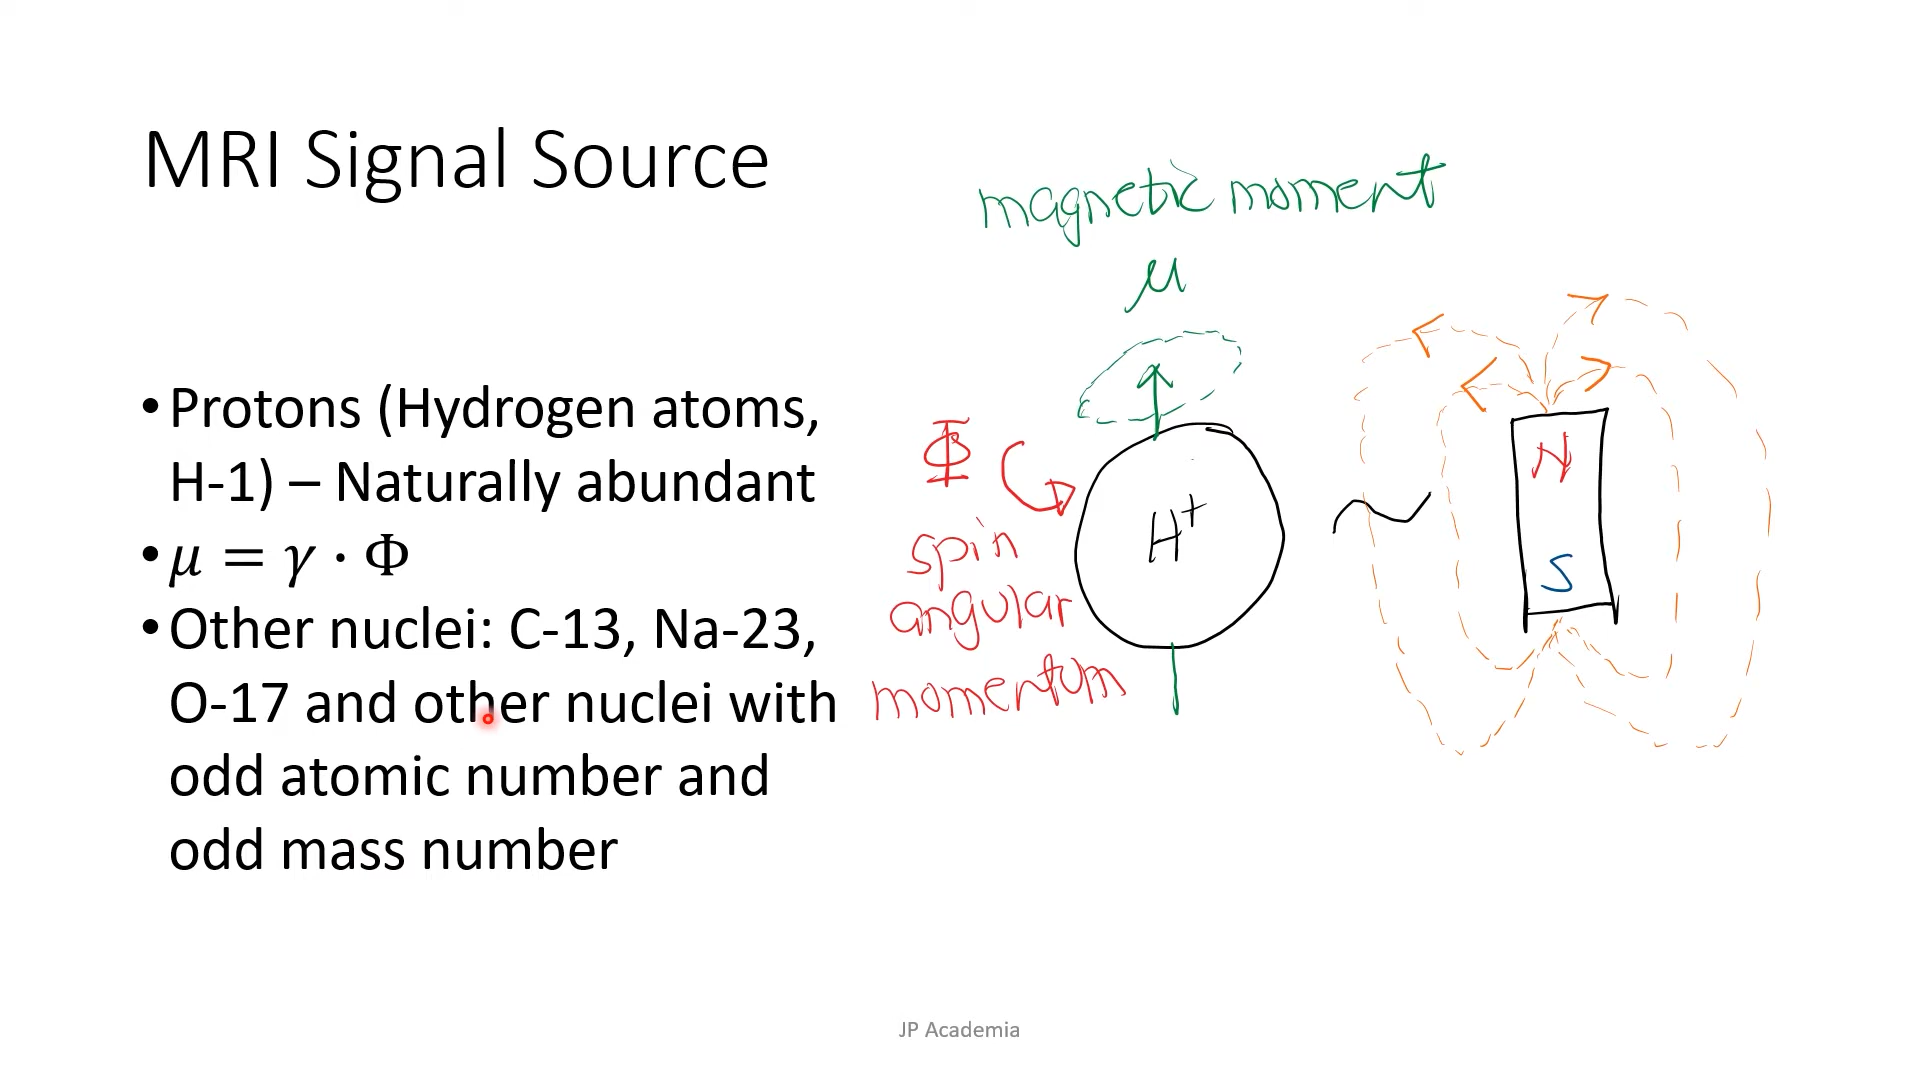 MRI Signal Source
• Protons (Hydrogen atoms,
H-1) – Naturally abundant
• μ = γ · Φ
• Other nuclei: C-13, Na-23,
O-17 and other nuclei with
odd atomic number and
odd mass number
magnetic moment
μ
Φ
spin
angular
momentum
H+
~
N
S
JP Academia